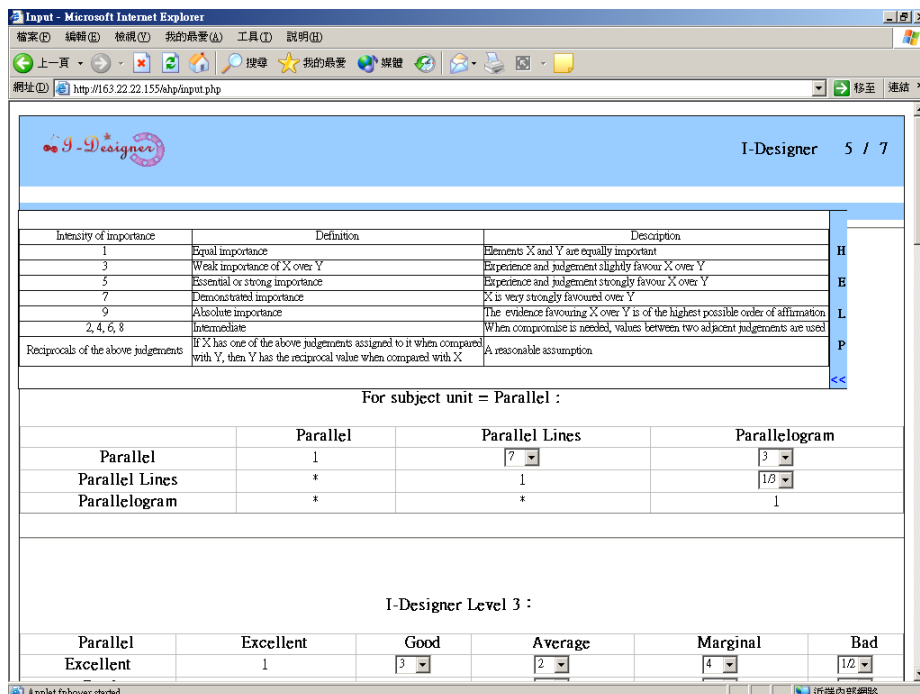 Input - Microsoft Internet Explorer
檔案(F) 編輯(E) 檢視(V) 我的最愛(A) 工具(T) 說明(H)
上一頁 搜尋 我的最愛 媒體
網址(D) http://163.22.22.155/ahp/input.php 移至 連結
I-Designer I-Designer 5 / 7
Intensity of importance Definition Description
1 Equal importance Elements X and Y are equally important
3 Weak importance of X over Y Experience and judgement slightly favour X over Y
5 Essential or strong importance Experience and judgement strongly favour X over Y
7 Demonstrated importance X is very strongly favoured over Y
9 Absolute importance The evidence favouring X over Y is of the highest possible order of affirmation
2, 4, 6, 8 Intermediate When compromise is needed, values between two adjacent judgements are used
Reciprocals of the above judgements If X has one of the above judgements assigned to it when compared
with Y, then Y has the reciprocal value when compared with X A reasonable assumption
H
E
L
P
<<
For subject unit = Parallel :
Parallel Parallel Lines Parallelogram
Parallel 1 7 3
Parallel Lines * 1 1/3
Parallelogram * * 1
I-Designer Level 3 :
Parallel Excellent Good Average Marginal Bad
Excellent 1 3 2 4 1/2
Applet fphover started 近端內部網路